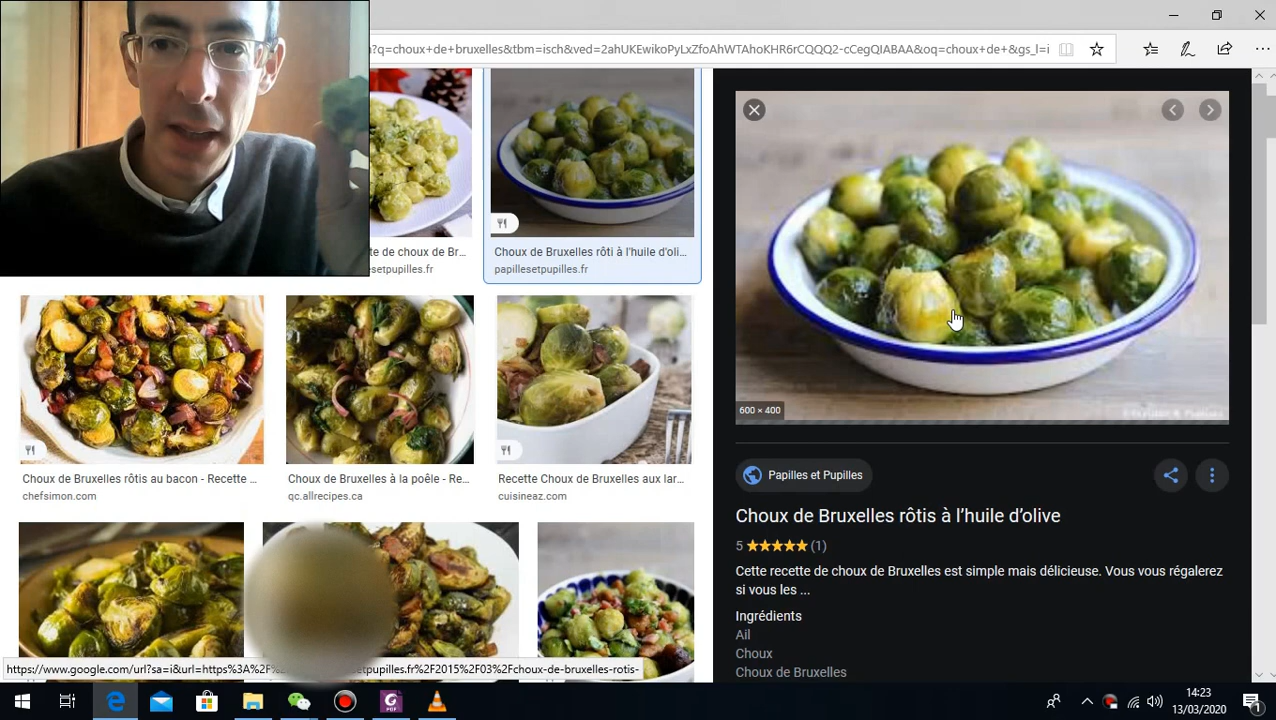 ?q=choux+de+bruxelles&tbm=isch&ved=2ahUKEwikoPyLxZfoAhWTAhoKHR6rCQQQ2-cCegQIABAA&oq=choux+de+&gs_l=i
te de choux de Br...
esetpupilles.fr
Choux de Bruxelles rôti à l'huile d'oli...
papillesetpupilles.fr
600 × 400
Choux de Bruxelles rôtis au bacon - Recette ...
chefsimon.com
Choux de Bruxelles à la poêle - Re...
qc.allrecipes.ca
Recette Choux de Bruxelles aux lar...
cuisineaz.com
Papilles et Pupilles
Choux de Bruxelles rôtis à l’huile d’olive
5 ★★★★★ (1)
Cette recette de choux de Bruxelles est simple mais délicieuse. Vous vous régalerez
si vous les ...
Ingrédients
Ail
Choux
Choux de Bruxelles
https://www.google.com/url?sa=i&url=https%3A%2F%2 setpupilles.fr%2F2015%2F03%2Fchoux-de-bruxelles-rotis-
14:23
13/03/2020